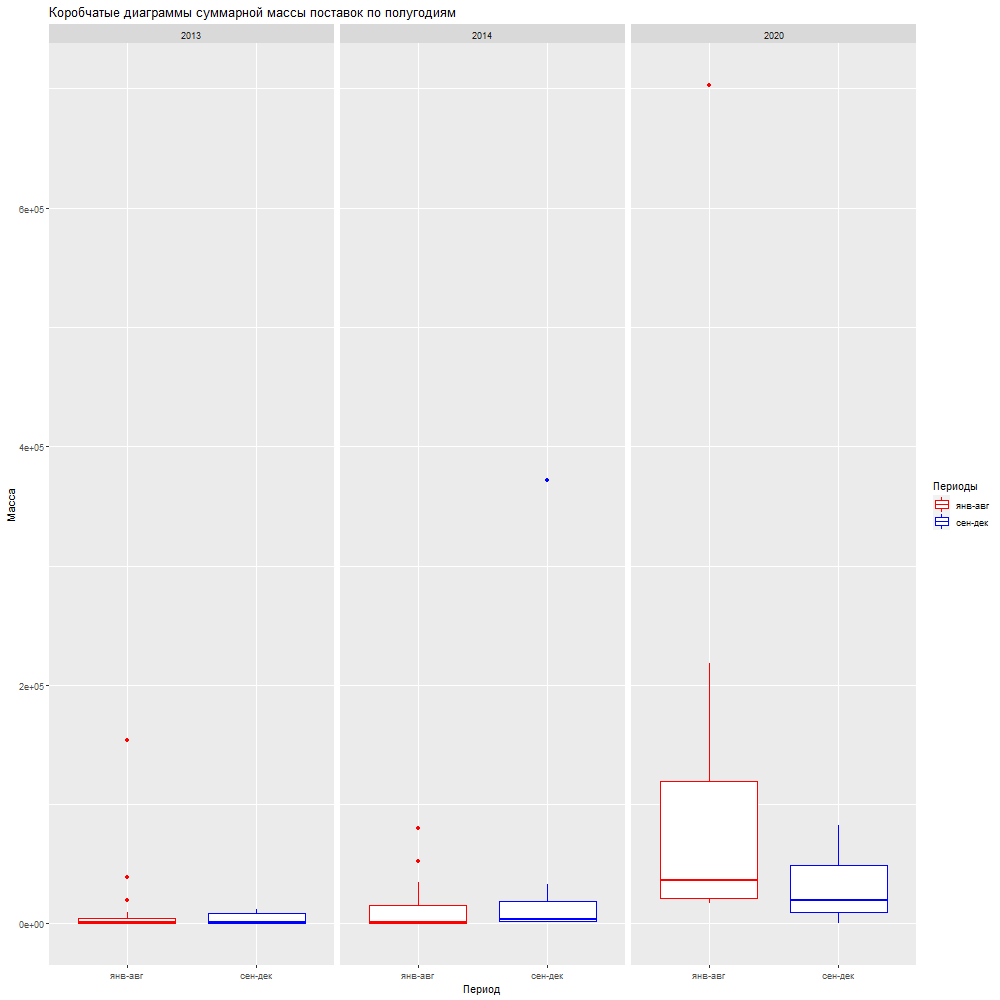 Коробчатые диаграммы суммарной массы поставок по полугодиям
2013 2014 2020
6e+05
4e+05
2e+05
0e+00
Масса
янв-авг сен-дек янв-авг сен-дек янв-авг сен-дек
Период
Периоды
янв-авг
сен-дек